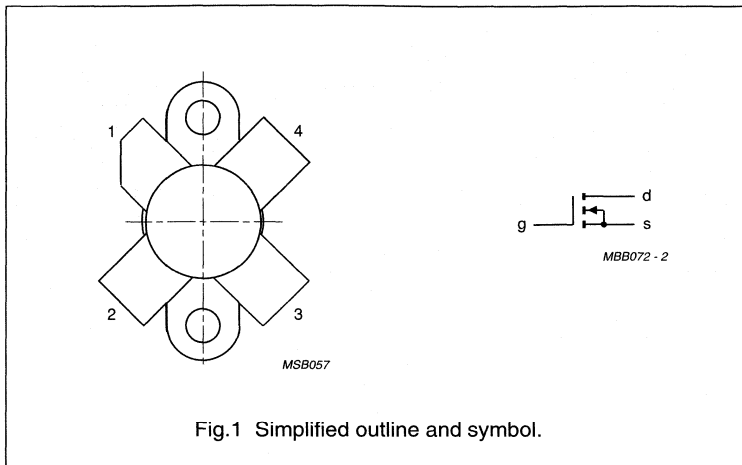 1
4
d
g
s
MBB072 - 2
2
3
MSB057
Fig.1 Simplified outline and symbol.